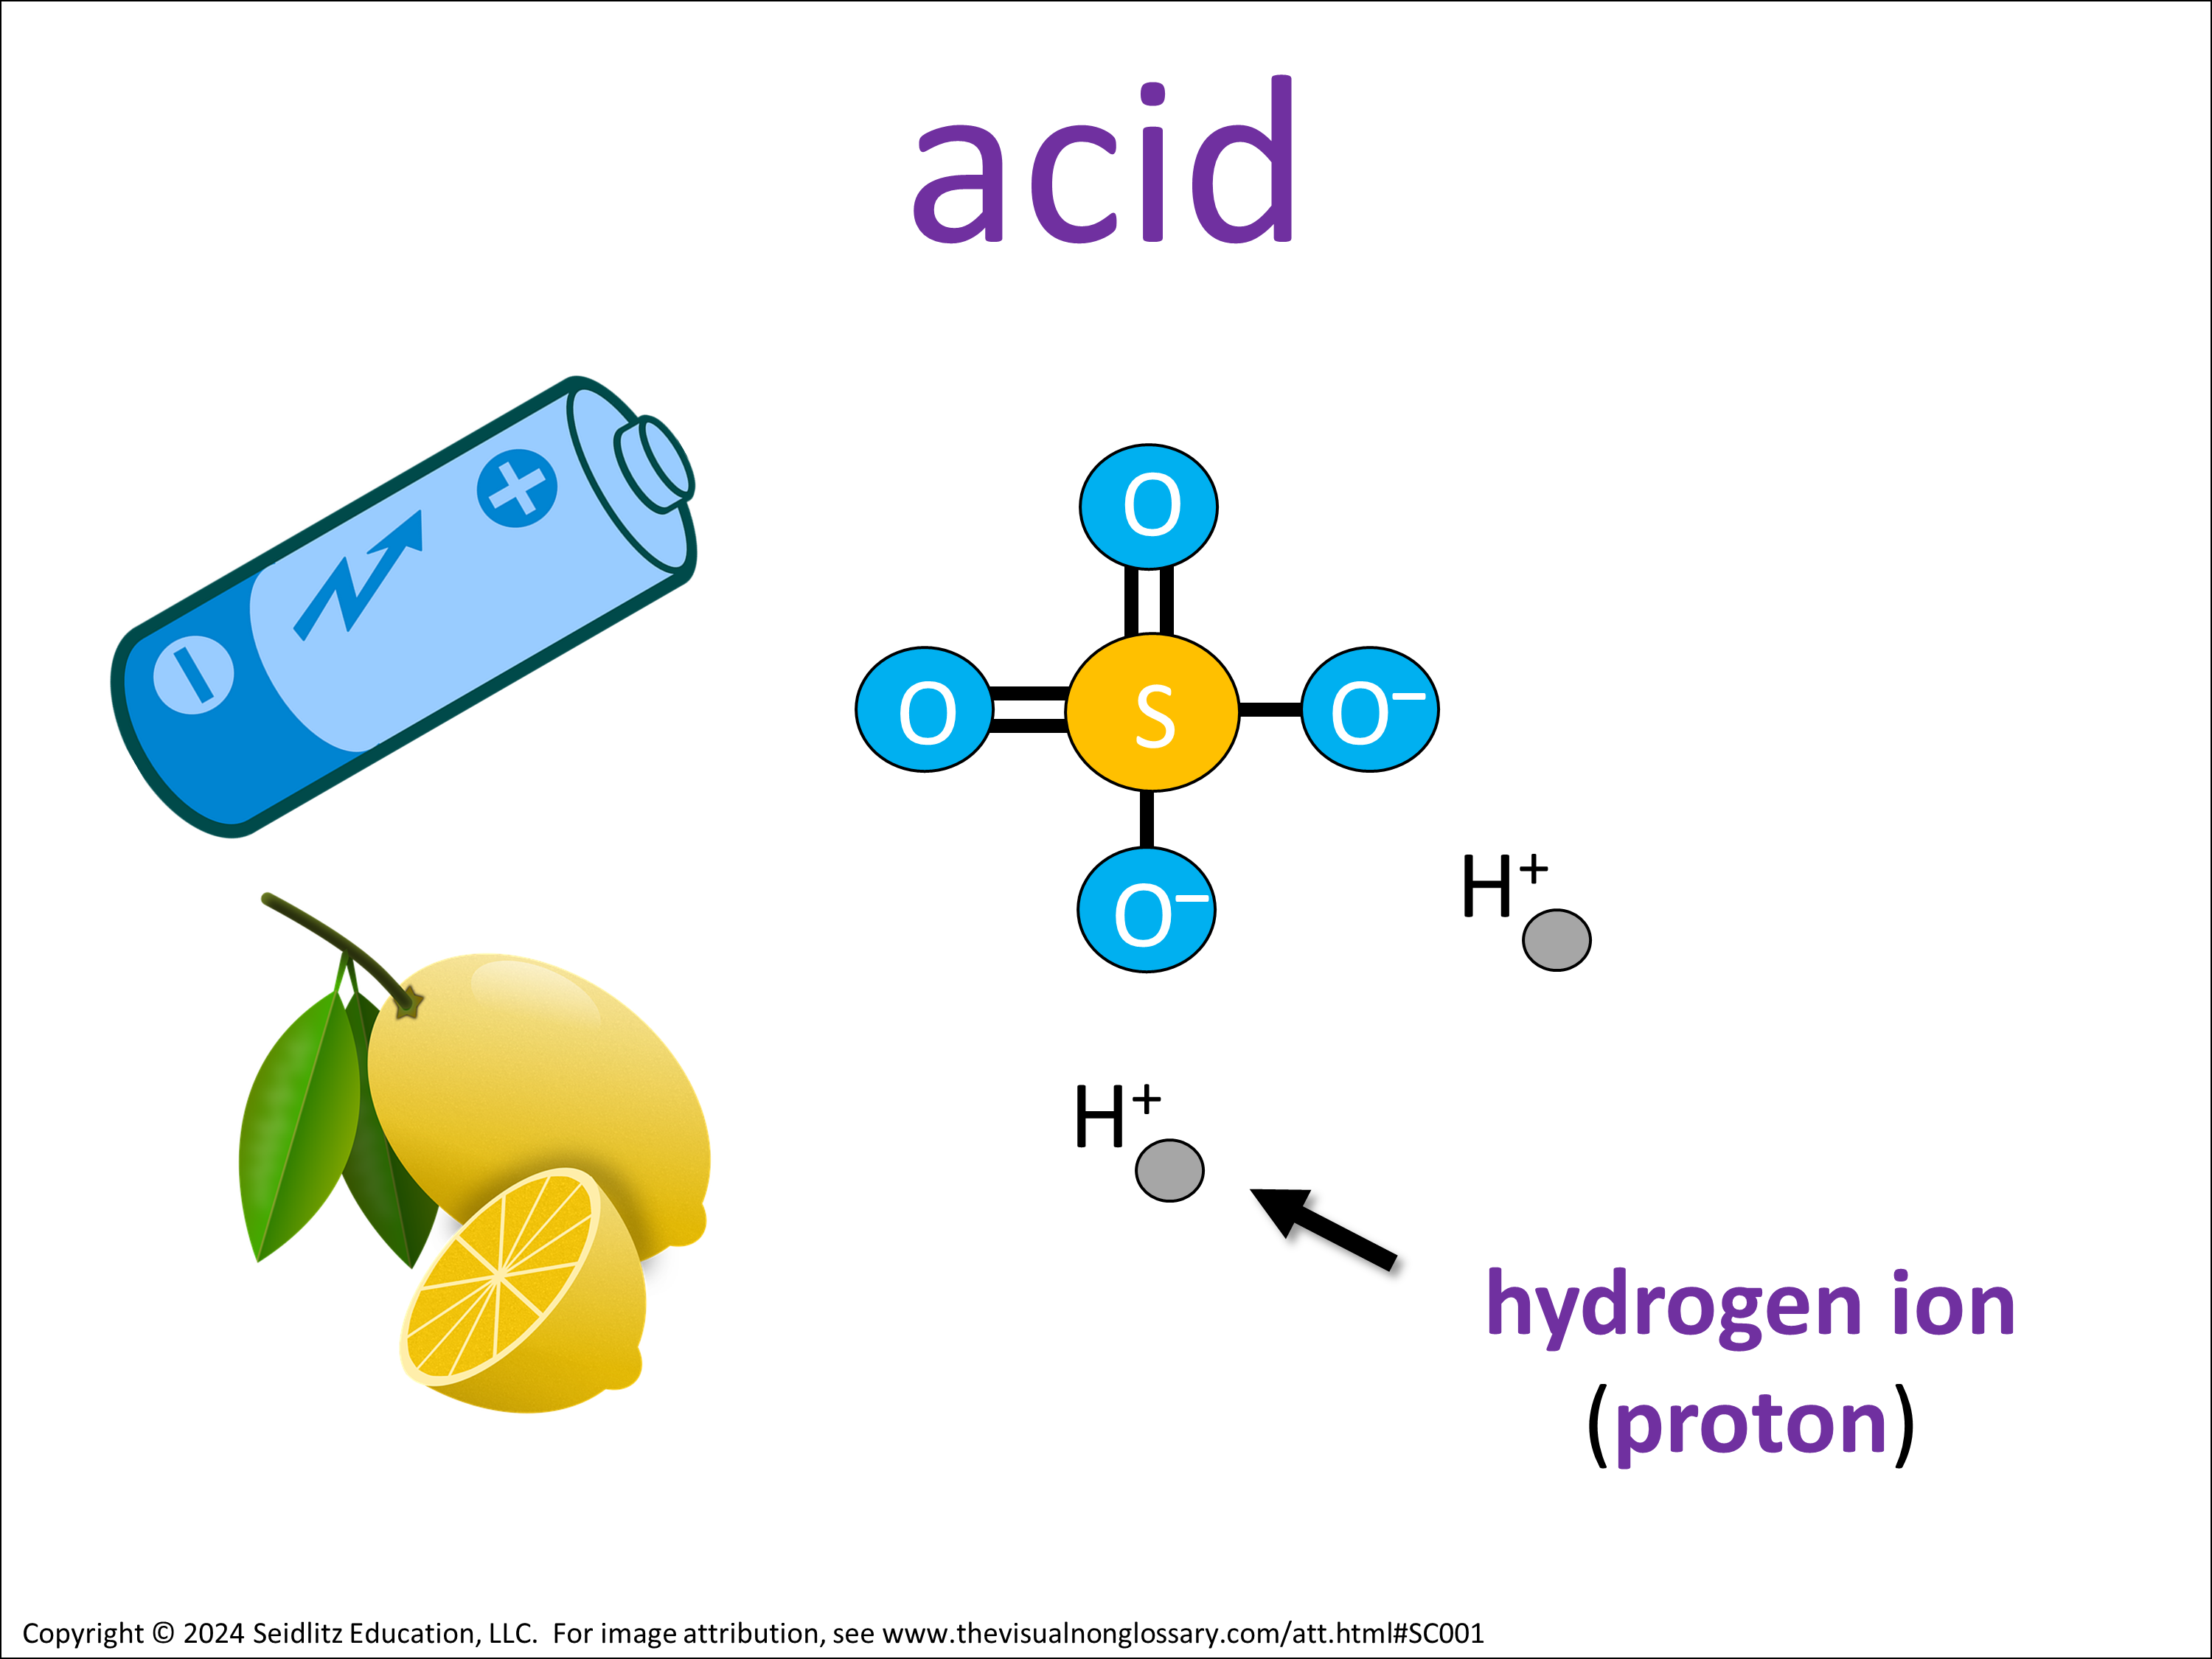 acid
O
O
S
O⁻
O⁻
H⁺
H⁺
hydrogen ion
(proton)
Copyright © 2024 Seidlitz Education, LLC.  For image attribution, see www.thevisualnonglossary.com/att.html#SC001